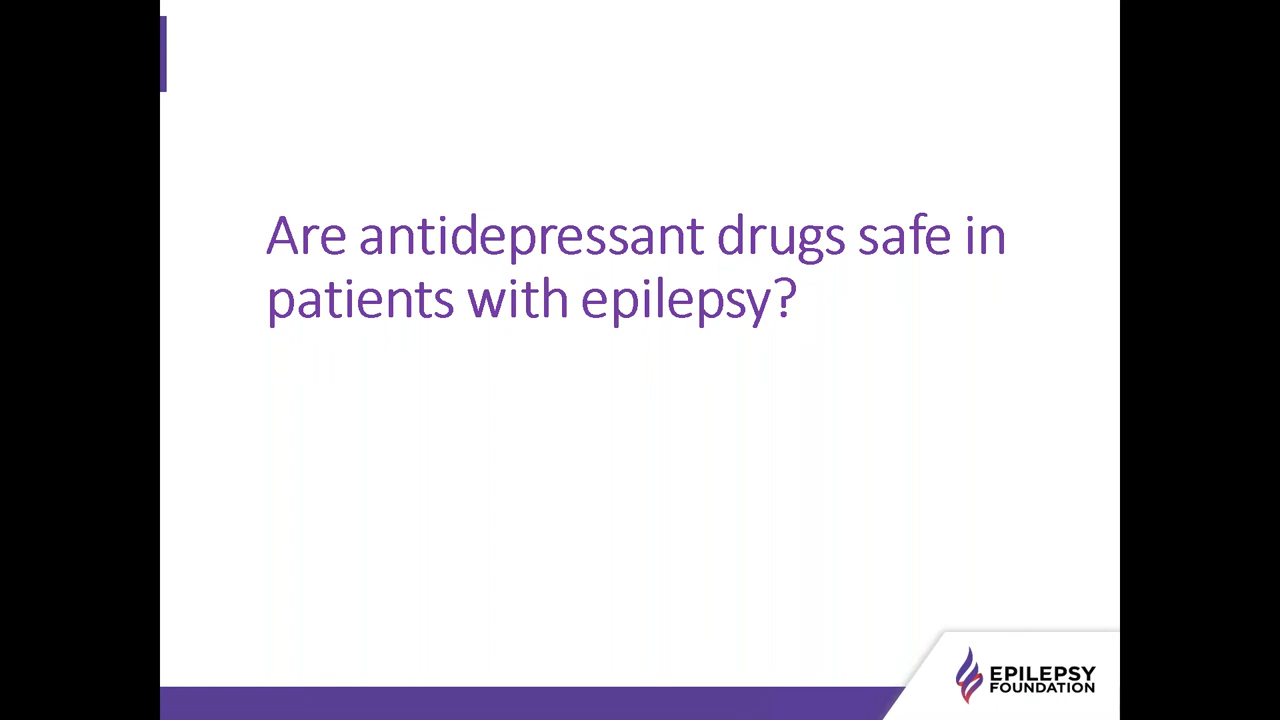 Are antidepressant drugs safe in
patients with epilepsy?
EPILEPSY
FOUNDATION